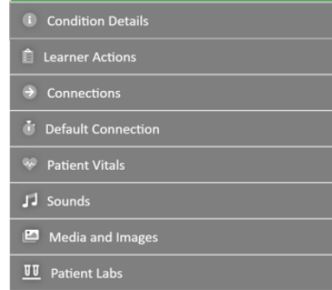 Condition Details
Learner Actions
Connections
Default Connection
Patient Vitals
Sounds
Media and Images
Patient Labs